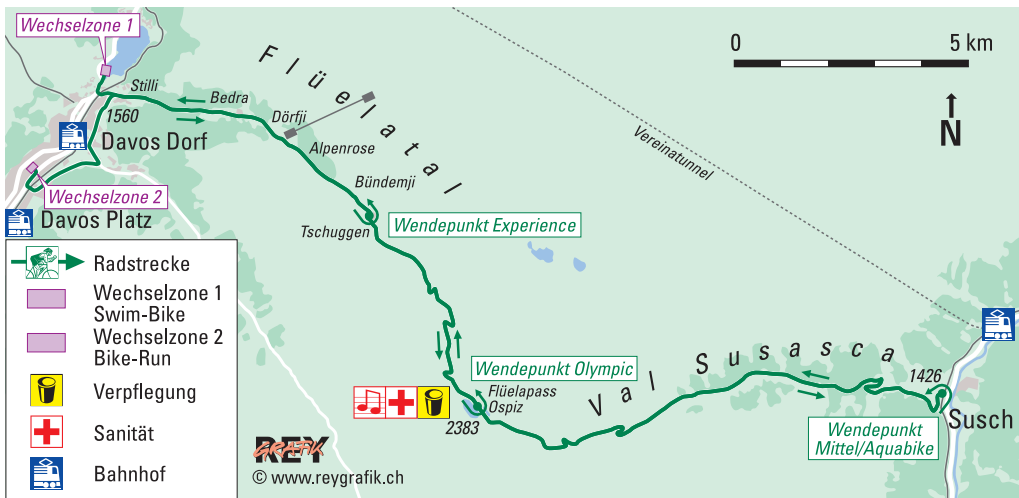 Wechselzone 1
Stilli
Bedra
1560
Dörfji
Flüelatal
0 5 km
N
Davos Dorf
Alpenrose
Vereinatunnel
Bündemji
Wechselzone 2
Davos Platz
Tschuggen
Wendepunkt Experience
Radstrecke
Wechselzone 1
Swim-Bike
Wechselzone 2
Bike-Run
Verpflegung
Sanität
Bahnhof
Wendepunkt Olympic
Flüelapass
Ospiz
2383
Val Susasca
1426
Susch
Wendepunkt
Mittel/Aquabike
REY
GRAFIK
© www.reygrafik.ch